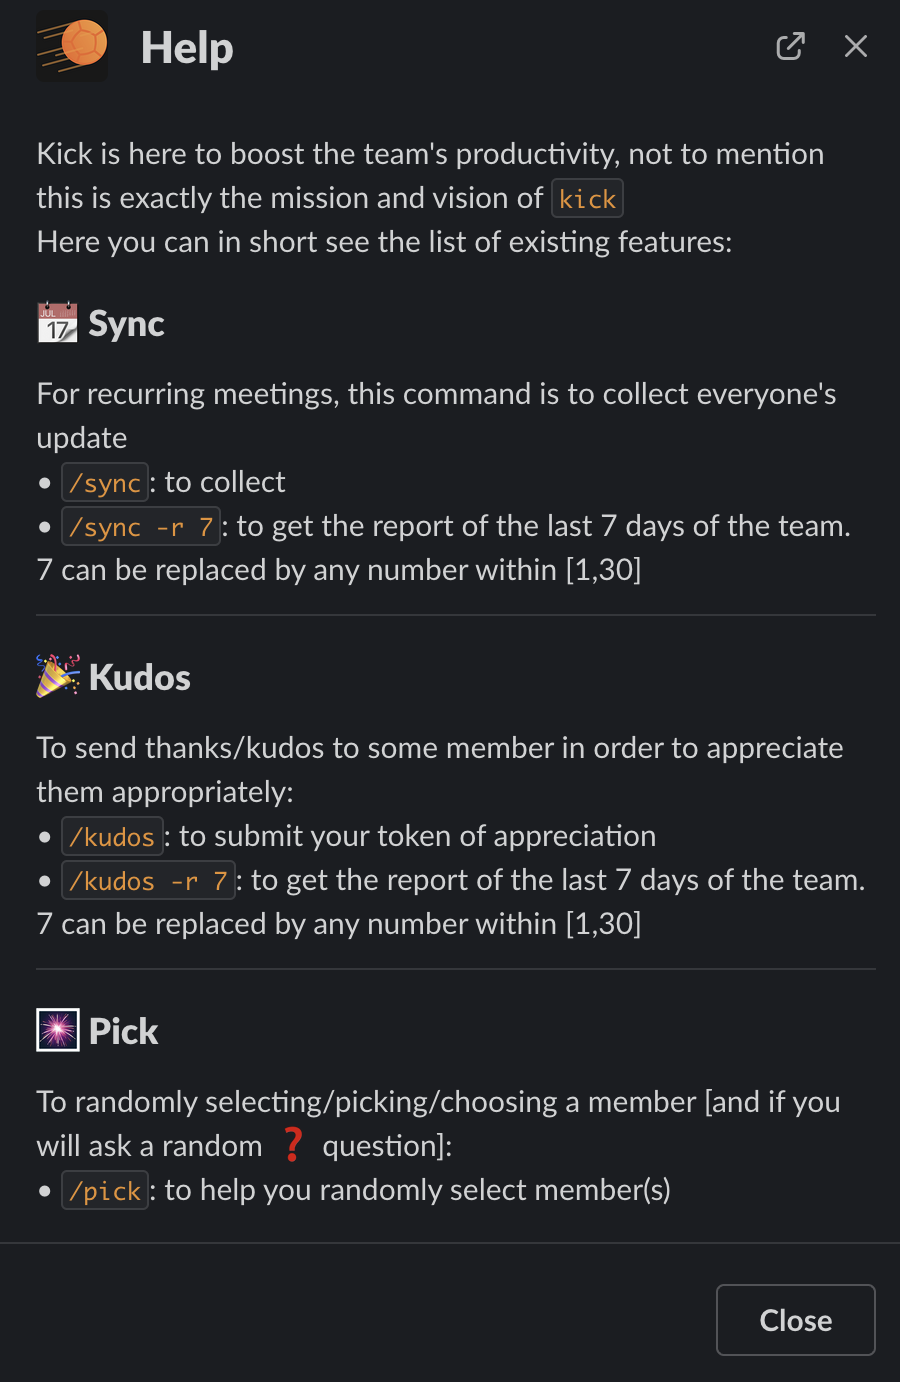 Help
Kick is here to boost the team's productivity, not to mention
this is exactly the mission and vision of kick
Here you can in short see the list of existing features:
JUL
17
Sync
For recurring meetings, this command is to collect everyone's
update
• /sync: to collect
• /sync -r 7: to get the report of the last 7 days of the team.
7 can be replaced by any number within [1,30]
Kudos
To send thanks/kudos to some member in order to appreciate
them appropriately:
• /kudos: to submit your token of appreciation
• /kudos -r 7: to get the report of the last 7 days of the team.
7 can be replaced by any number within [1,30]
Pick
To randomly selecting/picking/choosing a member [and if you
will ask a random ❓ question]:
• /pick: to help you randomly select member(s)
Close